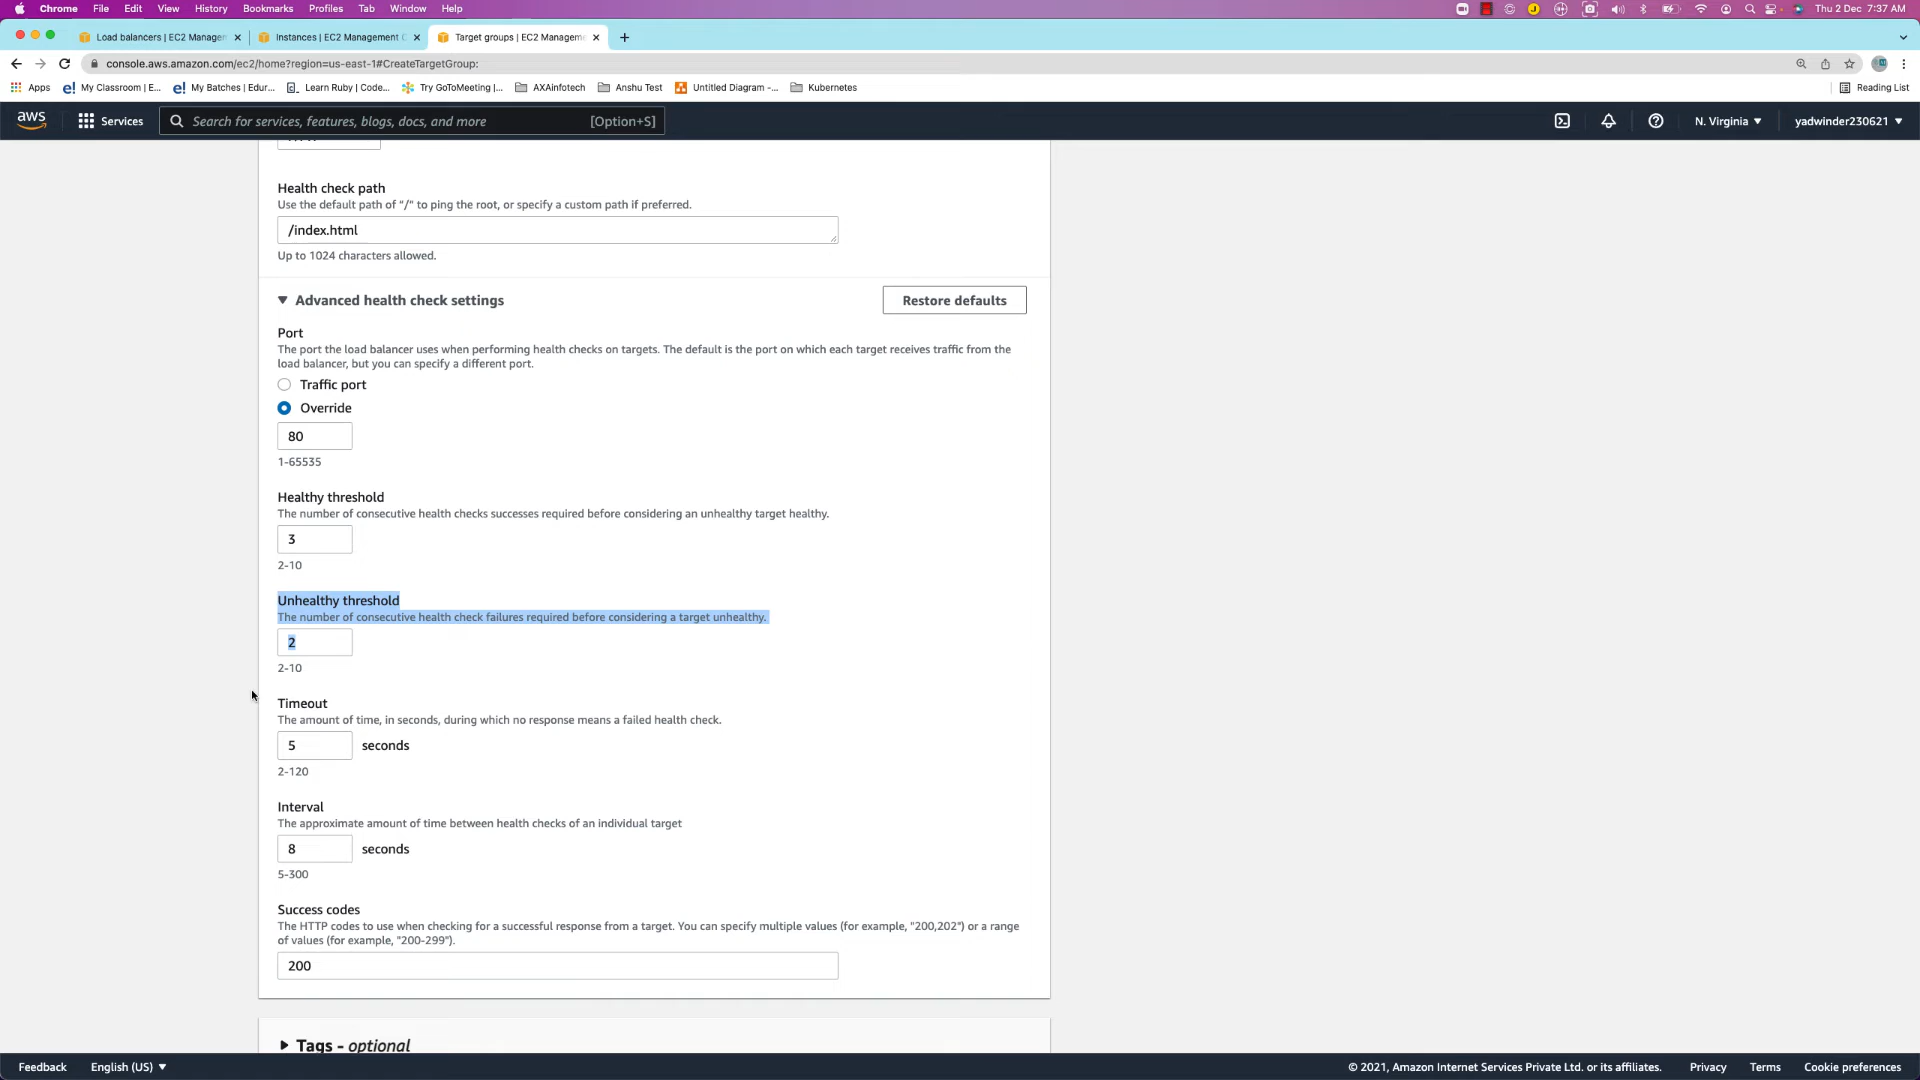 Chrome File Edit View History Bookmarks Profiles Tab Window Help
Thu 2 Dec 7:37 AM
Load balancers | EC2 Managem
Instances | EC2 Management C
Target groups | EC2 Managem
console.aws.amazon.com/ec2/home?region=us-east-1#CreateTargetGroup:
Apps
My Classroom | E...
My Batches | Edur...
Learn Ruby | Code...
Try GoToMeeting |...
AXAinfotech
Anshu Test
Untitled Diagram -...
Kubernetes
Reading List
aws
Services
Search for services, features, blogs, docs, and more
[Option+S]
N. Virginia
yadwinder230621
Health check path
Use the default path of "/" to ping the root, or specify a custom path if preferred.
/index.html
Up to 1024 characters allowed.
Advanced health check settings
Restore defaults
Port
The port the load balancer uses when performing health checks on targets. The default is the port on which each target receives traffic from the
load balancer, but you can specify a different port.
Traffic port
Override
80
1-65535
Healthy threshold
The number of consecutive health checks successes required before considering an unhealthy target healthy.
3
2-10
Unhealthy threshold
The number of consecutive health check failures required before considering a target unhealthy.
2
2-10
Timeout
The amount of time, in seconds, during which no response means a failed health check.
5 seconds
2-120
Interval
The approximate amount of time between health checks of an individual target
8 seconds
5-300
Success codes
The HTTP codes to use when checking for a successful response from a target. You can specify multiple values (for example, "200,202") or a range
of values (for example, "200-299").
200
Tags - optional
Feedback
English (US)
© 2021, Amazon Internet Services Private Ltd. or its affiliates.
Privacy
Terms
Cookie preferences